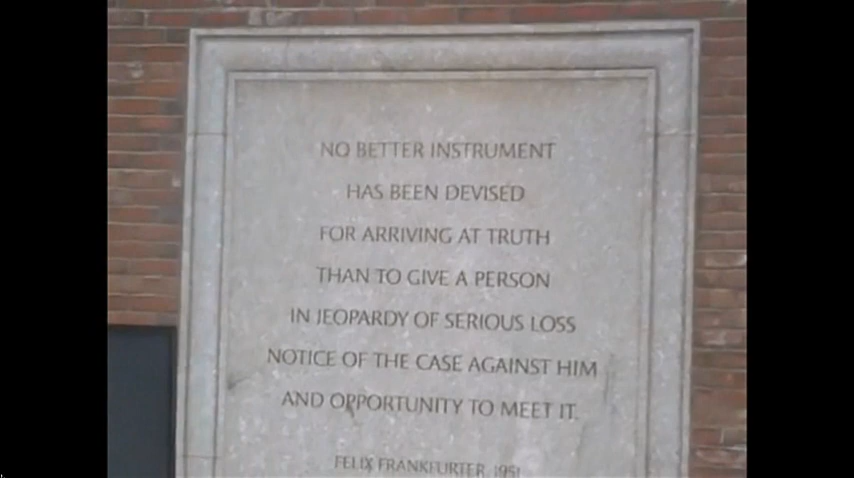 NO BETTER INSTRUMENT
HAS BEEN DEVISED
FOR ARRIVING AT TRUTH
THAN TO GIVE A PERSON
IN JEOPARDY OF SERIOUS LOSS
NOTICE OF THE CASE AGAINST HIM
AND OPPORTUNITY TO MEET IT.
FELIX FRANKFURTER, 1951